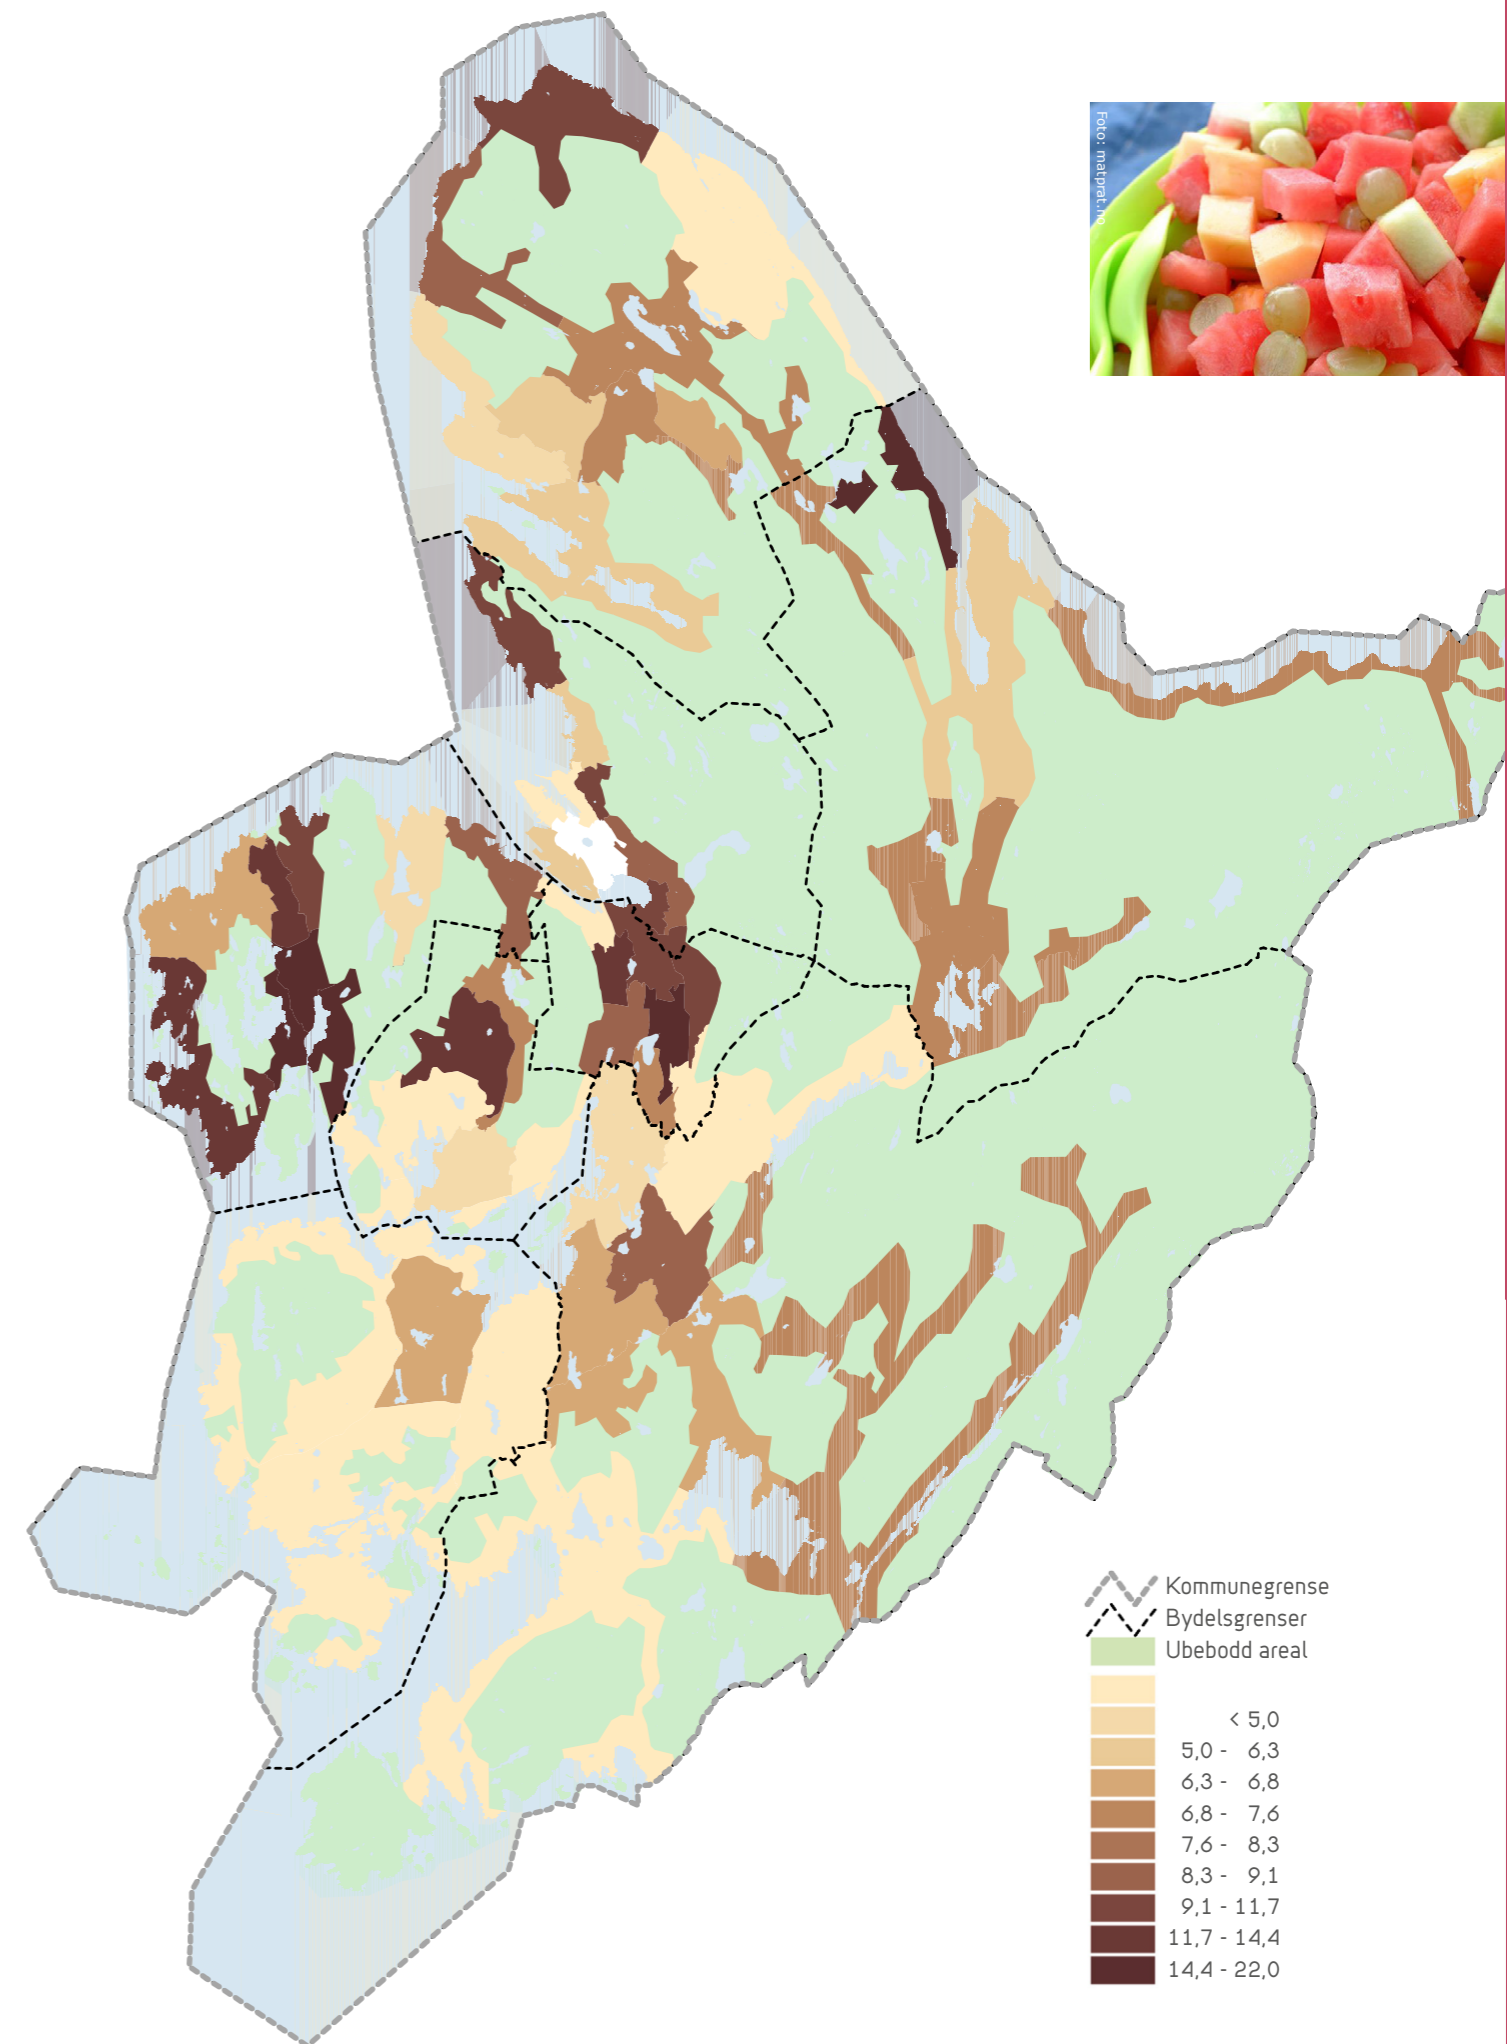 Foto: matprat.no
Kommunegrense
Bydelsgrenser
Ubebodd areal
< 5,0
5,0 - 6,3
6,3 - 6,8
6,8 - 7,6
7,6 - 8,3
8,3 - 9,1
9,1 - 11,7
11,7 - 14,4
14,4 - 22,0